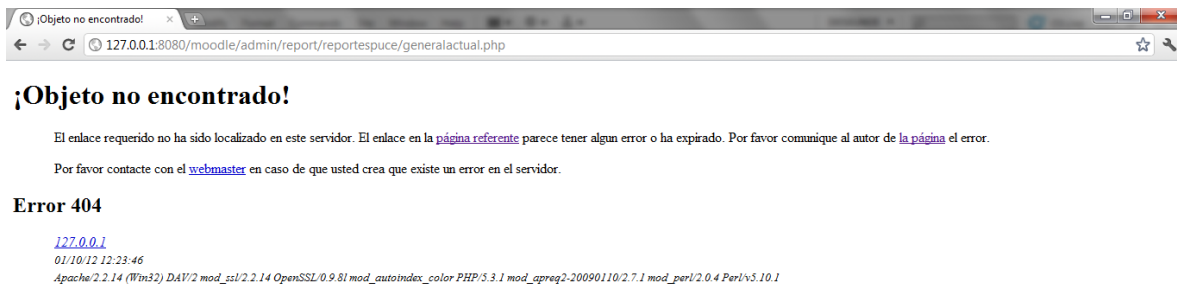 ¡Objeto no encontrado!
127.0.0.1:8080/moodle/admin/report/reportespuce/generalactual.php
¡Objeto no encontrado!
El enlace requerido no ha sido localizado en este servidor. El enlace en la página referente parece tener algun error o ha expirado. Por favor comunique al autor de la página el error.
Por favor contacte con el webmaster en caso de que usted crea que existe un error en el servidor.
Error 404
127.0.0.1
01/10/12 12:23:46
Apache/2.2.14 (Win32) DAV/2 mod_ssl/2.2.14 OpenSSL/0.9.8l mod_autoindex_color PHP/5.3.1 mod_apreq2-20090110/2.7.1 mod_perl/2.0.4 Perl/v5.10.1